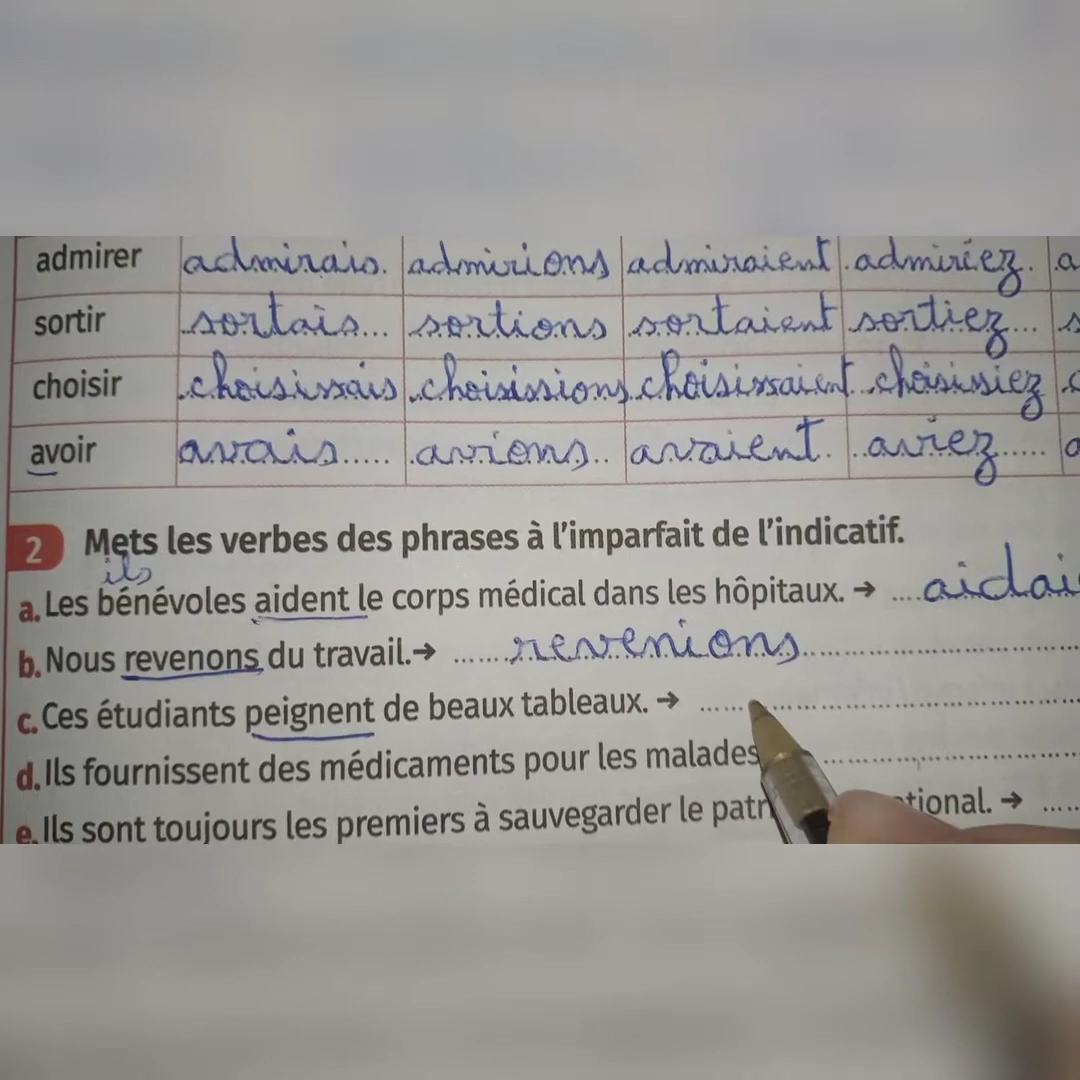 admirer admirais. admirions admiraient. admiriez. a
sortir sortais... sortions sortaient sortiez... s
choisir choisissais choisissions choisissaient choisissiez
avoir avais...... avions.. avaient. aviez......
2 Mets les verbes des phrases à l'imparfait de l'indicatif.
ils
a. Les bénévoles aident le corps médical dans les hôpitaux. → .... aidai
b. Nous revenons du travail. → ...... revenions
c. Ces étudiants peignent de beaux tableaux. → ......
d. Ils fournissent des médicaments pour les malades
e. Ils sont toujours les premiers à sauvegarder le patr tional. → .....